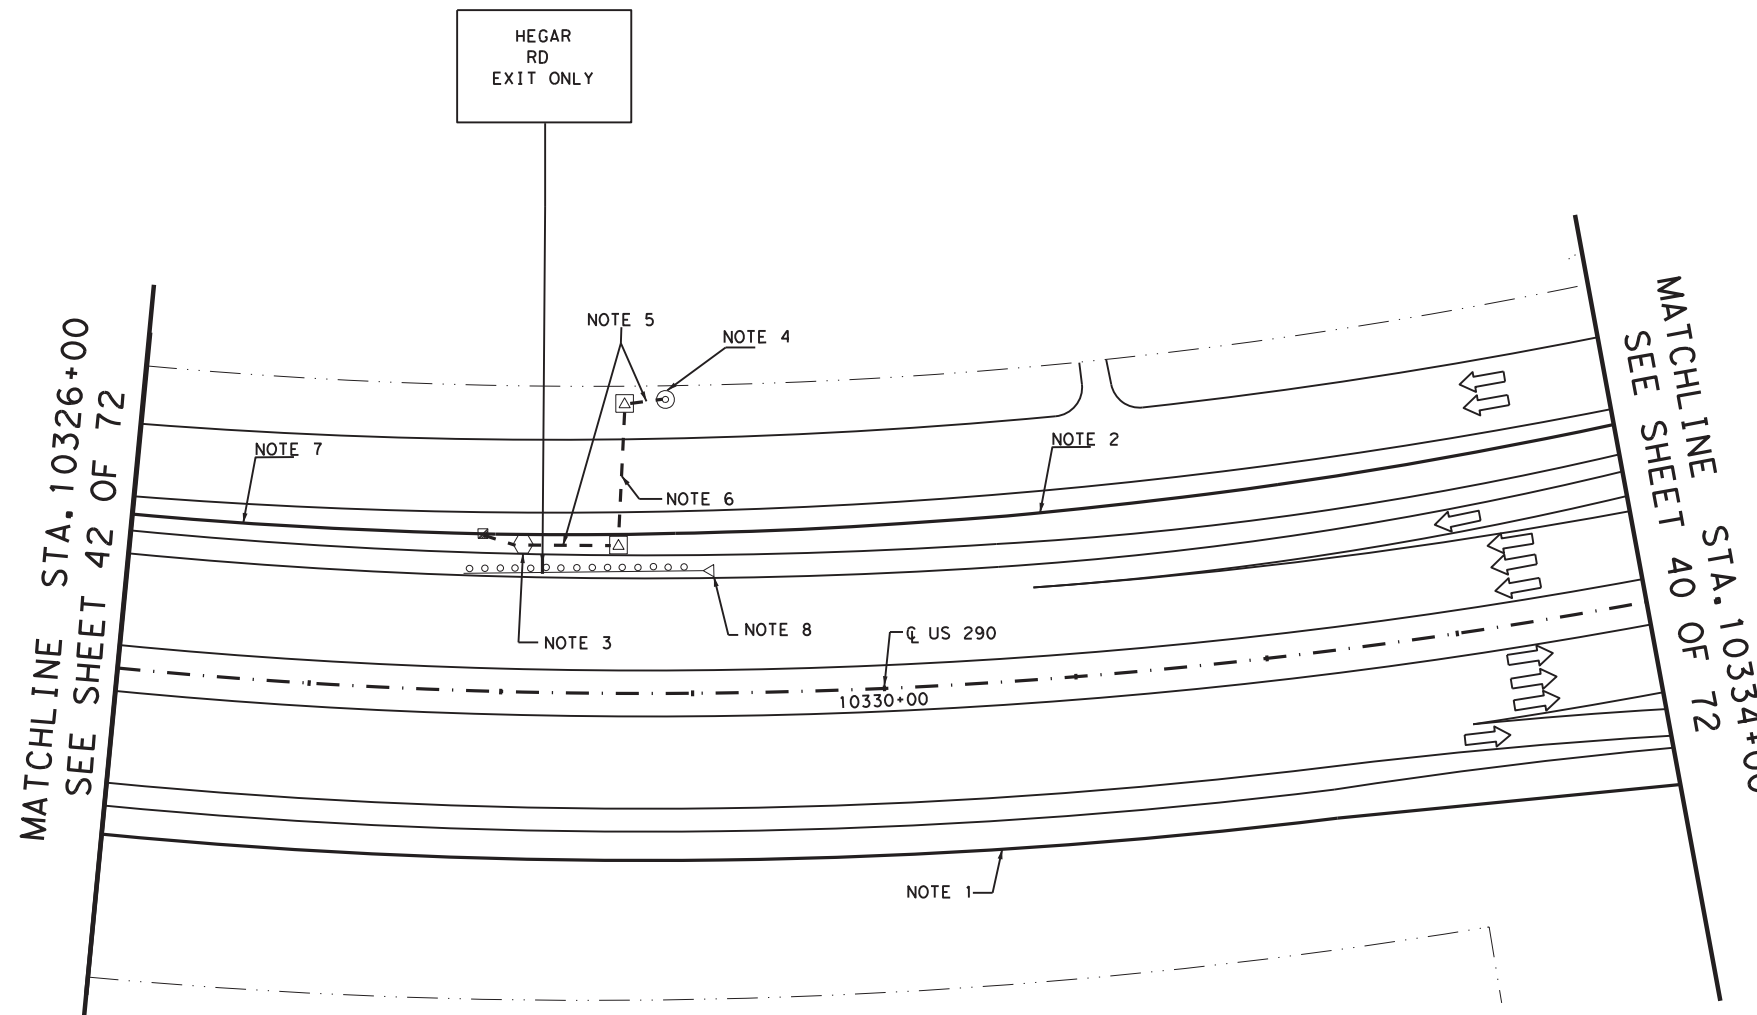 HEGAR
RD
EXIT ONLY
NOTE 5
NOTE 4
NOTE 7
NOTE 2
NOTE 6
NOTE 3
NOTE 8
℄ US 290
10330+00
NOTE 1
MATCHLINE STA. 10326+00
SEE SHEET 42 OF 72
MATCHLINE STA. 10334+00
SEE SHEET 40 OF 72